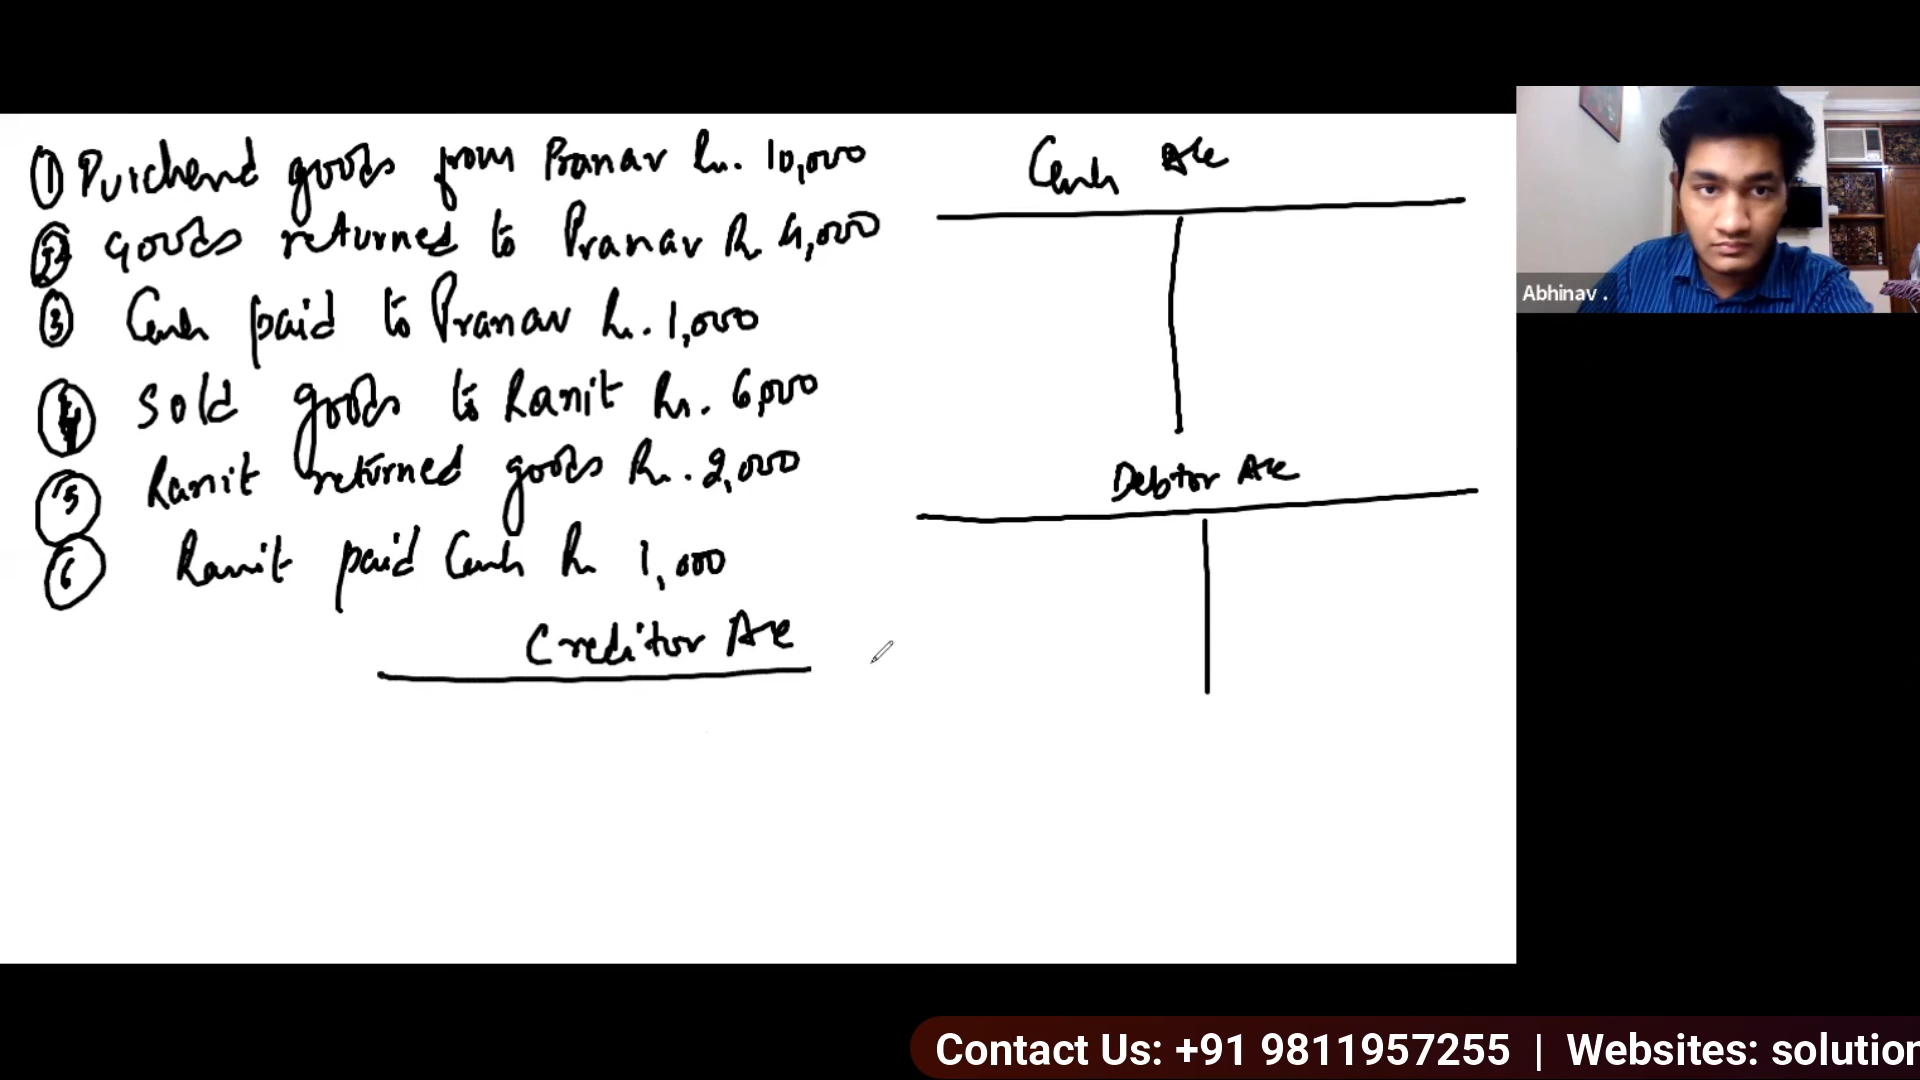 ① Purchased goods from Pranav Rs. 10,000
② Goods returned to Pranav Rs 4,000
③ Cash paid to Pranav Rs. 1,000
④ Sold goods to Ranit Rs. 6,000
⑤ Ranit returned goods Rs. 2,000
⑥ Ranit paid Cash Rs 1,000
Creditor A/c
Cash A/c
Debtor A/c
Abhinav .
Contact Us: +91 9811957255 | Websites: solution